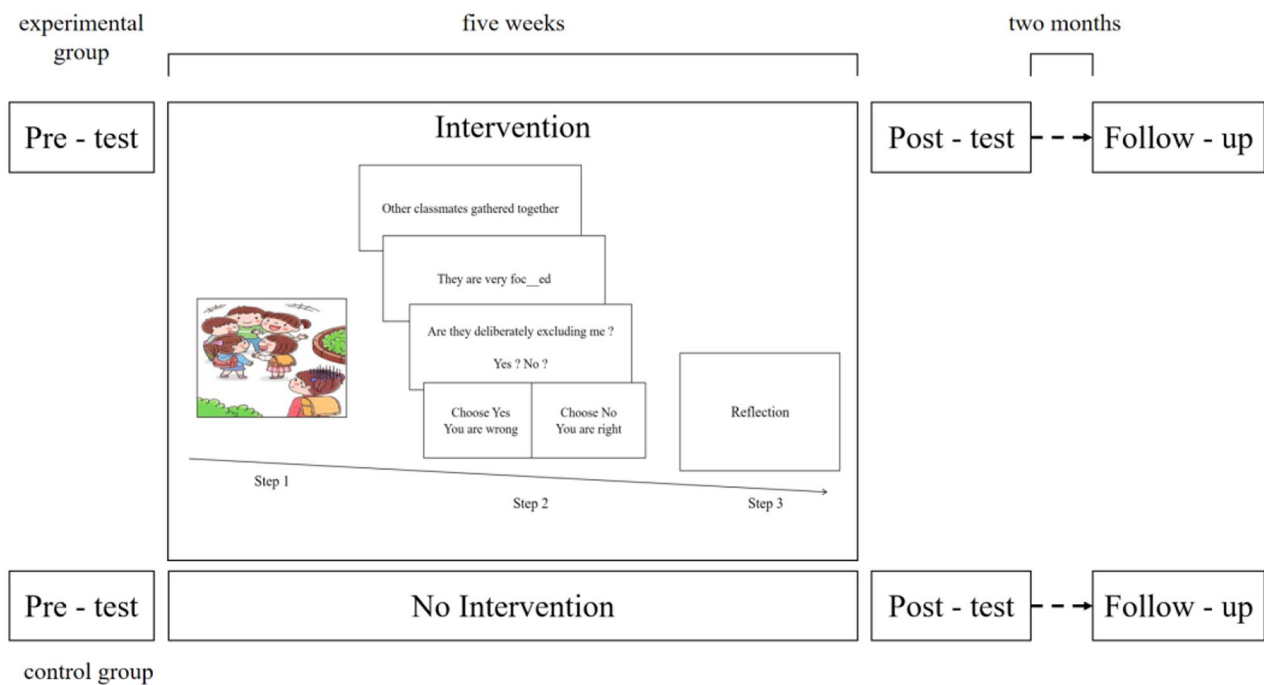 experimental
group
five weeks
two months
Pre - test
Intervention
Post - test
Follow - up
Other classmates gathered together
They are very foc__ed
Are they deliberately excluding me ?
Yes ? No ?
Choose Yes
You are wrong
Choose No
You are right
Reflection
Step 1
Step 2
Step 3
Pre - test
No Intervention
Post - test
Follow - up
control group